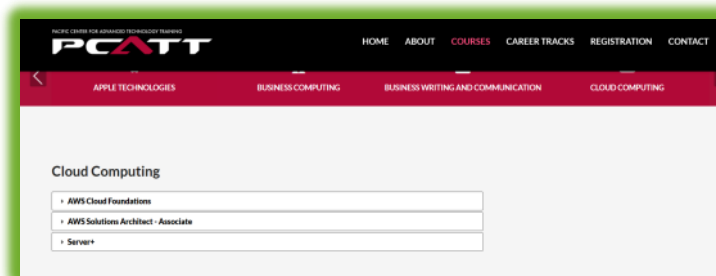 PACIFIC CENTER FOR ADVANCED TECHNOLOGY TRAINING
PCATT
HOME ABOUT COURSES CAREER TRACKS REGISTRATION CONTACT
APPLE TECHNOLOGIES BUSINESS COMPUTING BUSINESS WRITING AND COMMUNICATION CLOUD COMPUTING
Cloud Computing
AWS Cloud Foundations
AWS Solutions Architect - Associate
Server+